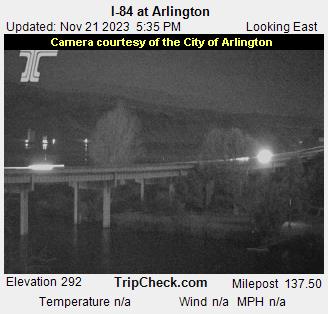 I-84 at Arlington
Updated: Nov 21 2023 5:35 PM Looking East
Camera courtesy of the City of Arlington
Elevation 292 TripCheck.com Milepost 137.50
Temperature n/a Wind n/a MPH n/a